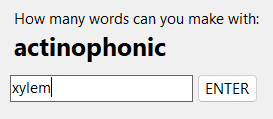 How many words can you make with:
actinophonic
xylem
ENTER